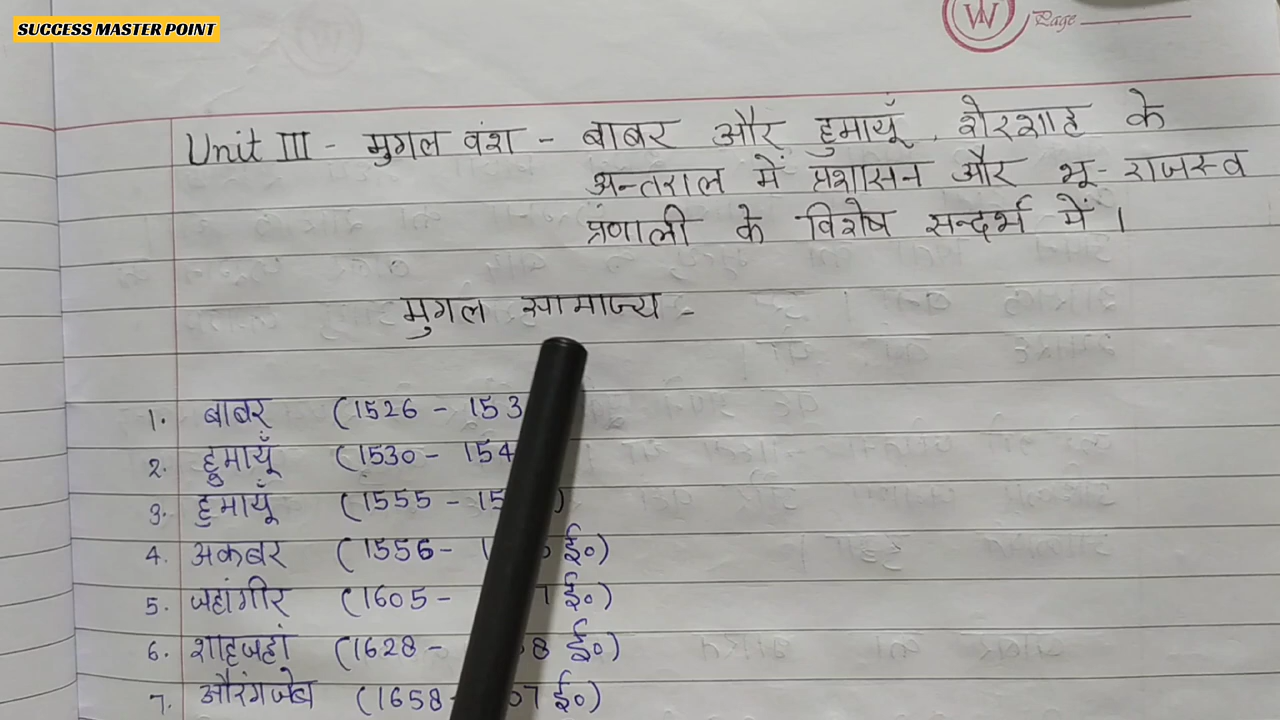 SUCCESS MASTER POINT
Page
Unit III - मुगल वंश - बाबर और हुमायूँ, शेरशाह के
अन्तराल में प्रशासन और भू-राजस्व
प्रणाली के विशेष सन्दर्भ में।
मुगल सामाज्य -
1. बाबर (1526 - 153
2. हुमायूँ (1530 - 154
3. हुमायूँ (1555 - 15 )
4. अकबर (1556- 1 ई०)
5. जहांगीर (1605 - 7 ई०)
6. शाहजहां (1628 - 8 ई०)
7. औरंगजेब (1658 - 07 ई०)